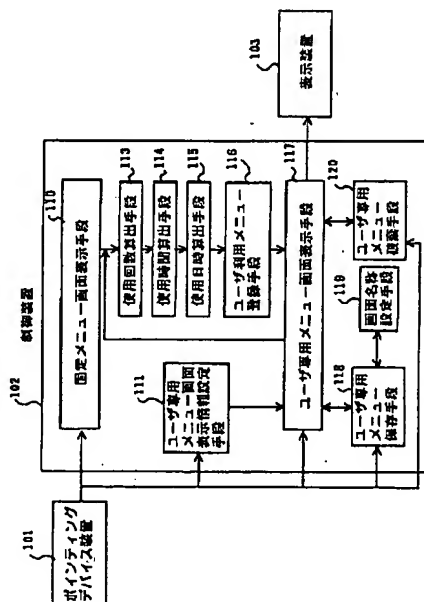 101
ポインティング
デバイス装置
102
制御装置
110
固定メニュー画面表示手段
111
ユーザ専用
メニュー画面
表示情報設定
手段
113
使用回数算出手段
114
使用時間算出手段
115
使用日時算出手段
116
ユーザ利用メニュー
登録手段
117
ユーザ専用メニュー画面表示手段
118
ユーザ専用
メニュー
保存手段
119
画面名称
設定手段
120
ユーザ専用
メニュー
破棄手段
103
表示装置